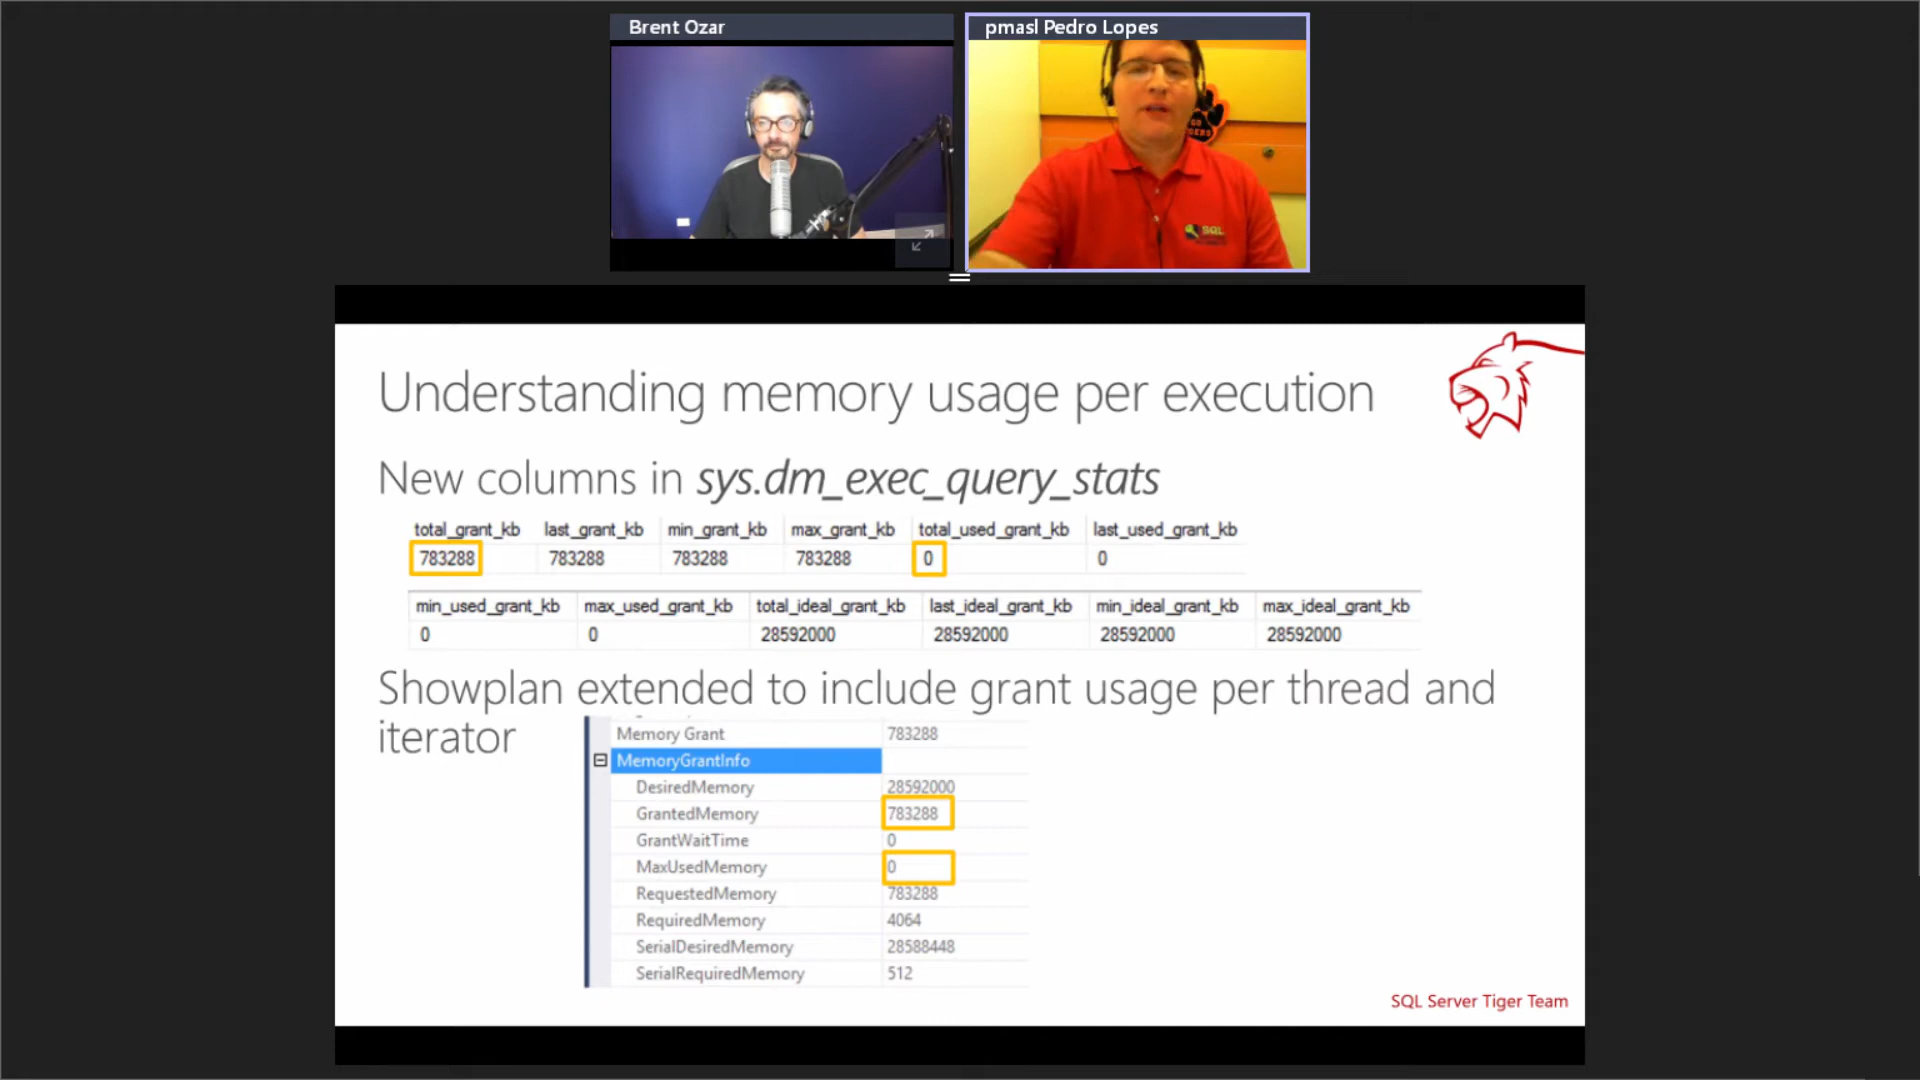 Brent Ozar
pmasl Pedro Lopes
GO
SQL
Understanding memory usage per execution
New columns in sys.dm_exec_query_stats
total_grant_kb last_grant_kb min_grant_kb max_grant_kb total_used_grant_kb last_used_grant_kb
783288 783288 783288 783288 0 0
min_used_grant_kb max_used_grant_kb total_ideal_grant_kb last_ideal_grant_kb min_ideal_grant_kb max_ideal_grant_kb
0 0 28592000 28592000 28592000 28592000
Showplan extended to include grant usage per thread and
iterator
Memory Grant 783288
MemoryGrantInfo
DesiredMemory 28592000
GrantedMemory 783288
GrantWaitTime 0
MaxUsedMemory 0
RequestedMemory 783288
RequiredMemory 4064
SerialDesiredMemory 28588448
SerialRequiredMemory 512
SQL Server Tiger Team